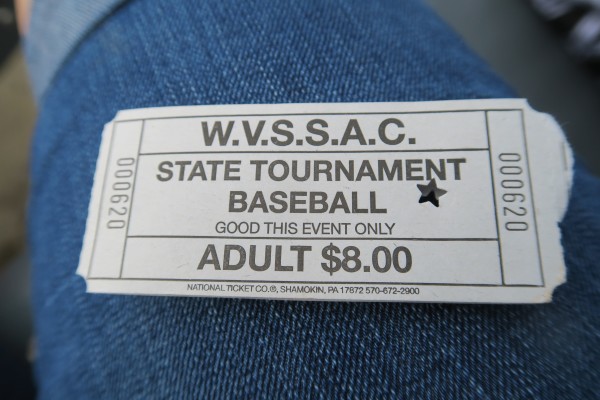 W.V.S.S.A.C.
000620
STATE TOURNAMENT
BASEBALL
GOOD THIS EVENT ONLY
000620
ADULT $8.00
NATIONAL TICKET CO.®, SHAMOKIN, PA 17872 570-672-2900